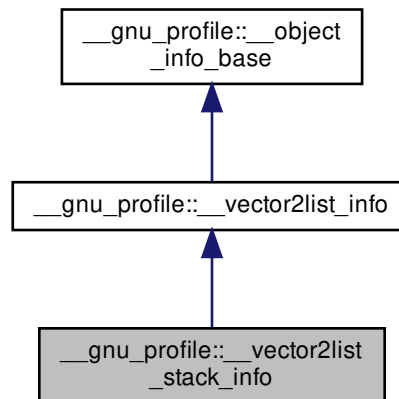 __gnu_profile::__object
_info_base
__gnu_profile::__vector2list_info
__gnu_profile::__vector2list
_stack_info